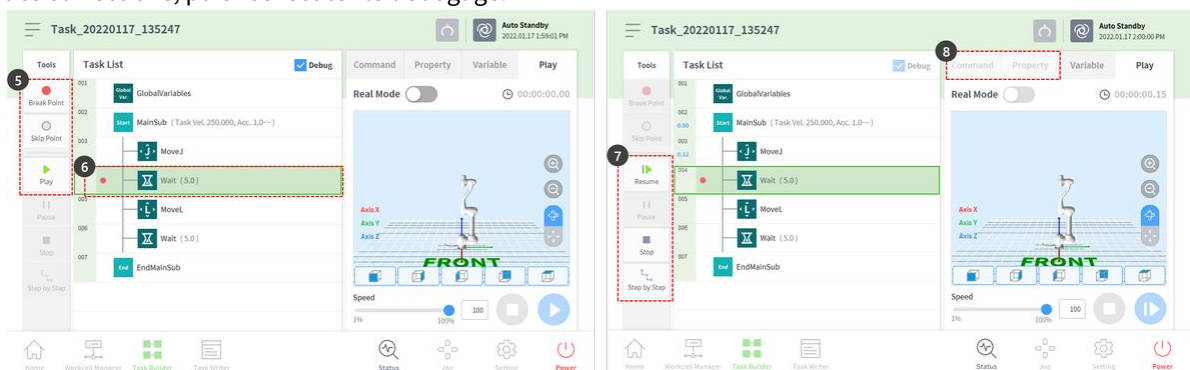 Task_20220117_135247
Auto Standby
2022.01.17 1:59:01 PM
Tools
Task List
Debug
Command
Property
Variable
Play
5
Break Point
Skip Point
Play
Pause
Stop
Step by Step
6
001
Global Var.
GlobalVariables
002
Start
MainSub ( Task Vel. 250.000, Acc. 1.0··· )
003
MoveJ
Wait ( 5.0 )
005
MoveL
006
Wait ( 5.0 )
007
End
EndMainSub
Real Mode
00:00:00.00
Axis X
Axis Y
Axis Z
FRONT
Speed
1%
100%
100
Home
Workcell Manager
Task Builder
Task Writer
Status
Jog
Setting
Power
Task_20220117_135247
Auto Standby
2022.01.17 2:00:00 PM
8
Tools
Task List
Debug
Command
Property
Variable
Play
Break Point
Skip Point
7
Resume
Pause
Stop
Step by Step
001
Global Var.
GlobalVariables
002
0.00
Start
MainSub ( Task Vel. 250.000, Acc. 1.0··· )
003
0.12
MoveJ
004
Wait ( 5.0 )
005
MoveL
006
Wait ( 5.0 )
007
End
EndMainSub
Real Mode
00:00:00.15
Axis X
Axis Y
Axis Z
FRONT
Speed
1%
100%
100
Home
Workcell Manager
Task Builder
Task Writer
Status
Jog
Setting
Power